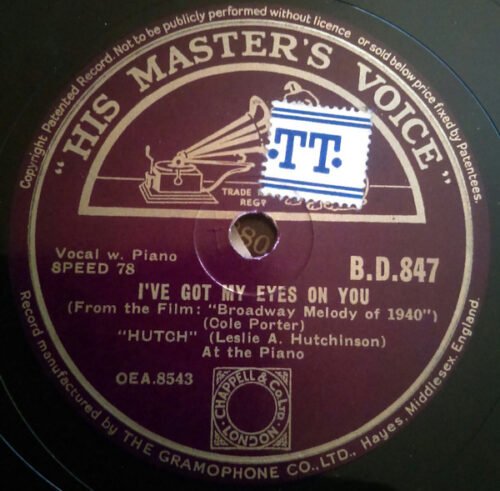 Copyright. Patented Record. Not to be publicly performed without licence or sold below price fixed by Patentees.
"HIS MASTER'S VOICE"
·TT·
TRADE
REG?
80
Vocal w. Piano
SPEED 78
B.D.847
I'VE GOT MY EYES ON YOU
(From the Film: "Broadway Melody of 1940")
(Cole Porter)
"HUTCH" (Leslie A. Hutchinson)
At the Piano
OEA.8543
CHAPPELL & Co LTD
LONDON
Record manufactured by THE GRAMOPHONE CO., LTD., Hayes, Middlesex, England.